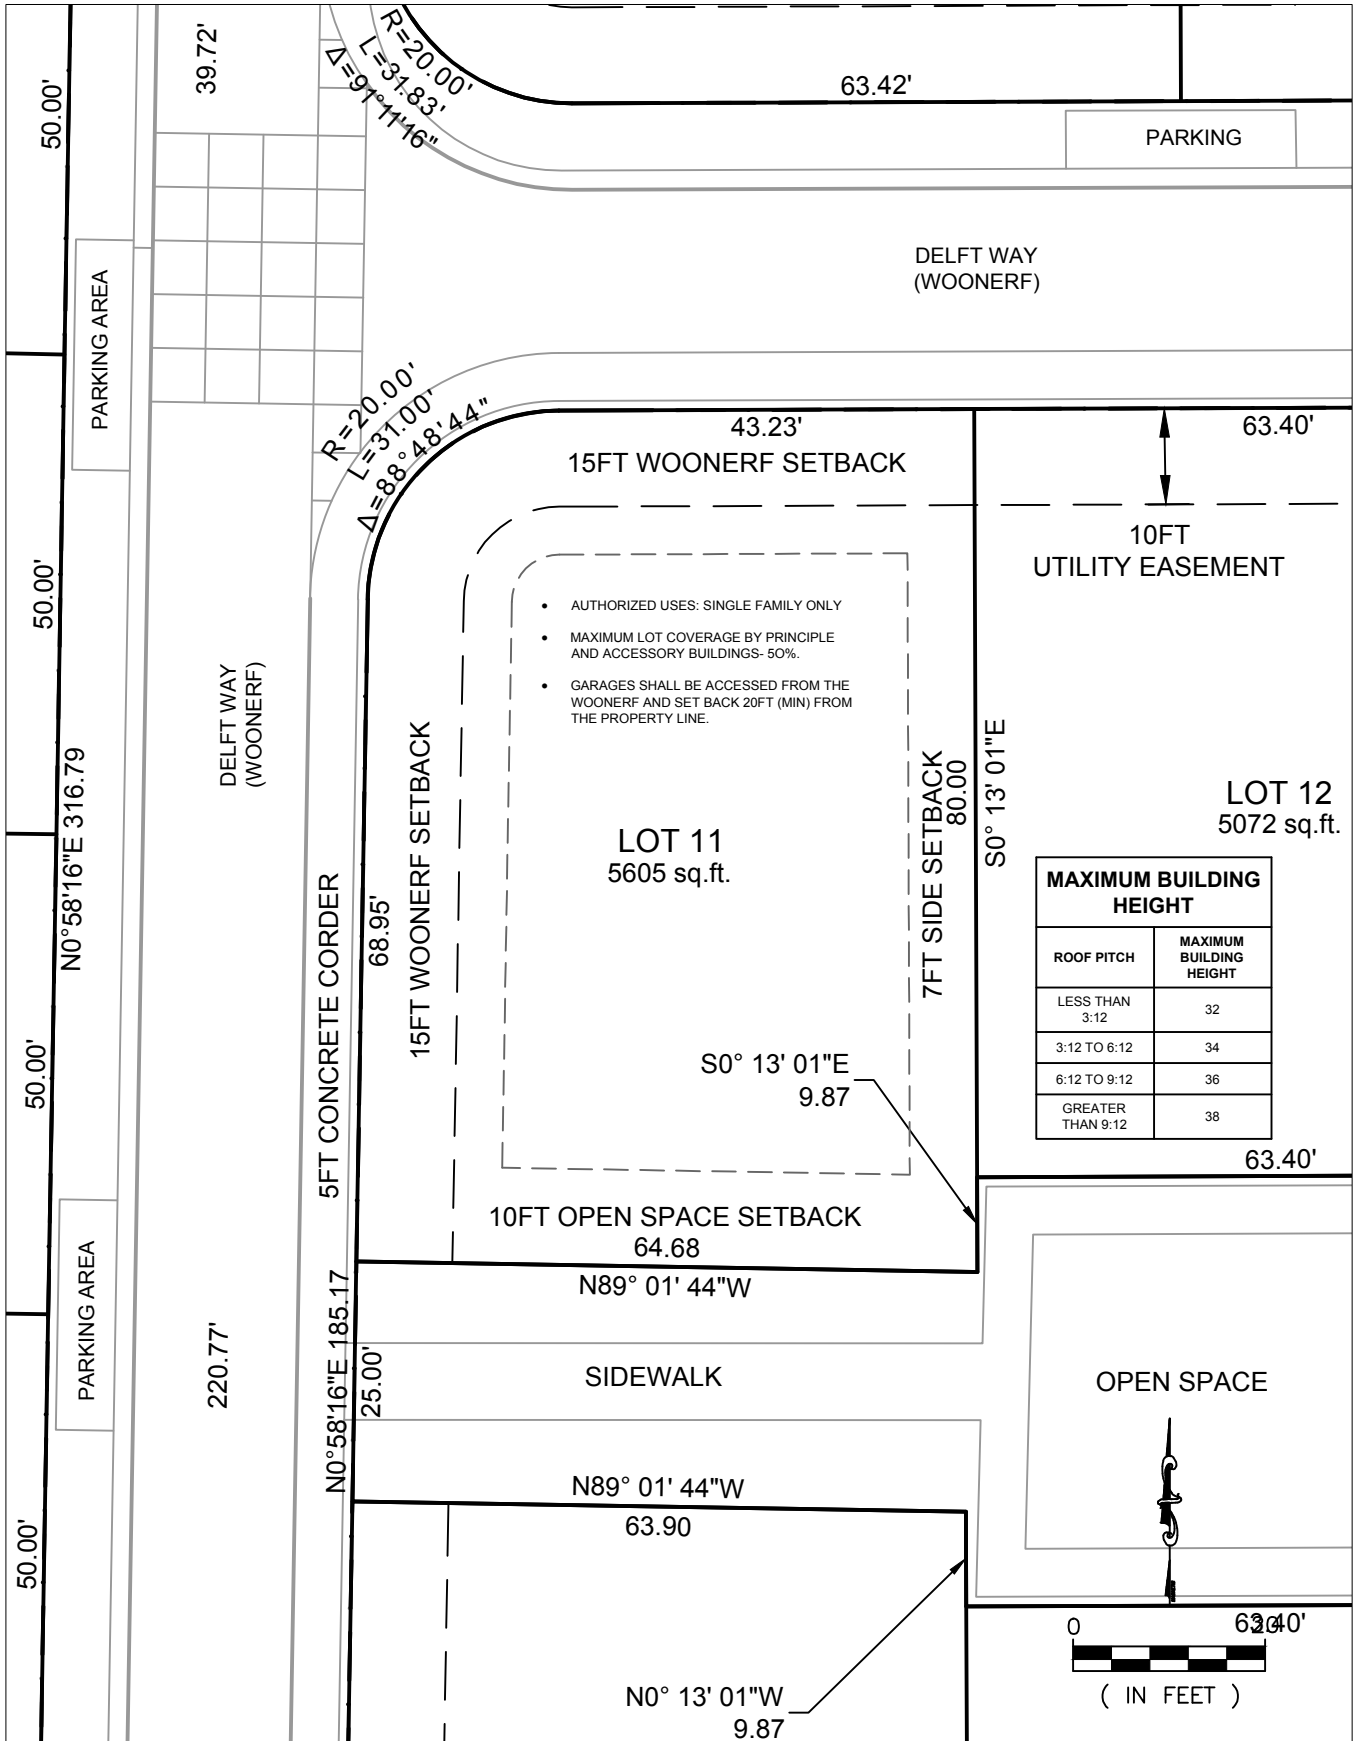 39.72'
R=20.00'
L=31.83'
Δ=91°11'16"
63.42'
50.00'
PARKING
DELFT WAY
(WOONERF)
PARKING AREA
R=20.00'
L=31.00'
Δ=88°48'44"
43.23'
63.40'
15FT WOONERF SETBACK
10FT
UTILITY EASEMENT
50.00'
• AUTHORIZED USES: SINGLE FAMILY ONLY
• MAXIMUM LOT COVERAGE BY PRINCIPLE
AND ACCESSORY BUILDINGS- 50%.
• GARAGES SHALL BE ACCESSED FROM THE
WOONERF AND SET BACK 20FT (MIN) FROM
THE PROPERTY LINE.
DELFT WAY
(WOONERF)
N0°58'16"E 316.79
15FT WOONERF SETBACK
68.95'
5FT CONCRETE CORDER
7FT SIDE SETBACK
80.00
S0° 13' 01"E
LOT 11
5605 sq.ft.
LOT 12
5072 sq.ft.
MAXIMUM BUILDING
HEIGHT
ROOF PITCH
MAXIMUM
BUILDING
HEIGHT
LESS THAN
3:12
32
3:12 TO 6:12
34
6:12 TO 9:12
36
GREATER
THAN 9:12
38
50.00'
S0° 13' 01"E
9.87
63.40'
10FT OPEN SPACE SETBACK
64.68
N89° 01' 44"W
PARKING AREA
220.77'
N0°58'16"E 185.17
25.00'
SIDEWALK
OPEN SPACE
N89° 01' 44"W
63.90
50.00'
63.40'
0
20
( IN FEET )
N0° 13' 01"W
9.87